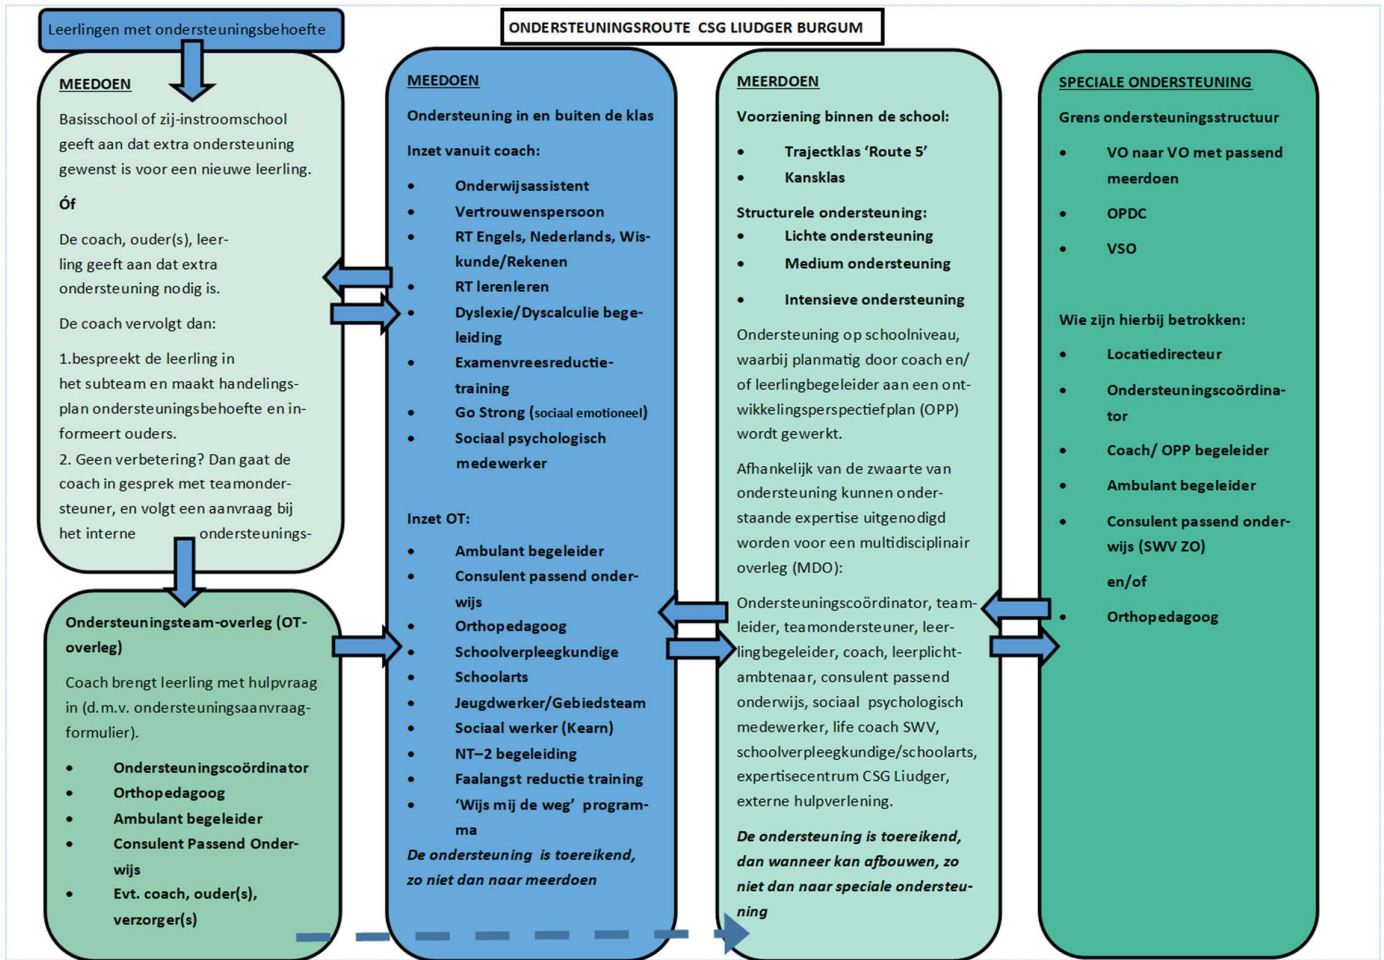 Leerlingen met ondersteuningsbehoefte
ONDERSTEUNINGSROUTE CSG LIUDGER BURGUM
MEEDOEN
Basisschool of zij-instroomschool
geeft aan dat extra ondersteuning
gewenst is voor een nieuwe leerling.
Óf
De coach, ouder(s), leer-
ling geeft aan dat extra
ondersteuning nodig is.
De coach vervolgt dan:
1.bespreekt de leerling in
het subteam en maakt handelings-
plan ondersteuningsbehoefte en in-
formeert ouders.
2. Geen verbetering? Dan gaat de
coach in gesprek met teamonder-
steuner, en volgt een aanvraag bij
het interne ondersteunings-
Ondersteuningsteam-overleg (OT-
overleg)
Coach brengt leerling met hulpvraag
in (d.m.v. ondersteuningsaanvraag-
formulier).
• Ondersteuningscoördinator
• Orthopedagoog
• Ambulant begeleider
• Consulent Passend Onder-
wijs
• Evt. coach, ouder(s),
verzorger(s)
MEEDOEN
Ondersteuning in en buiten de klas
Inzet vanuit coach:
• Onderwijsassistent
• Vertrouwenspersoon
• RT Engels, Nederlands, Wis-
kunde/Rekenen
• RT lerenleren
• Dyslexie/Dyscalculie bege-
leiding
• Examenvreesreductie-
training
• Go Strong (sociaal emotioneel)
• Sociaal psychologisch
medewerker
Inzet OT:
• Ambulant begeleider
• Consulent passend onder-
wijs
• Orthopedagoog
• Schoolverpleegkundige
• Schoolarts
• Jeugdwerker/Gebiedsteam
• Sociaal werker (Kearn)
• NT–2 begeleiding
• Faalangst reductie training
• ‘Wijs mij de weg’ program-
ma
De ondersteuning is toereikend,
zo niet dan naar meerdoen
MEERDOEN
Voorziening binnen de school:
• Trajectklas ‘Route 5’
• Kansklas
Structurele ondersteuning:
• Lichte ondersteuning
• Medium ondersteuning
• Intensieve ondersteuning
Ondersteuning op schoolniveau,
waarbij planmatig door coach en/
of leerlingbegeleider aan een ont-
wikkelingsperspectiefplan (OPP)
wordt gewerkt.
Afhankelijk van de zwaarte van
ondersteuning kunnen onder-
staande expertise uitgenodigd
worden voor een multidisciplinair
overleg (MDO):
Ondersteuningscoördinator, team-
leider, teamondersteuner, leer-
lingbegeleider, coach, leerplicht-
ambtenaar, consulent passend
onderwijs, sociaal psychologisch
medewerker, life coach SWV,
schoolverpleegkundige/schoolarts,
expertisecentrum CSG Liudger,
externe hulpverlening.
De ondersteuning is toereikend,
dan wanneer kan afbouwen, zo
niet dan naar speciale ondersteu-
ning
SPECIALE ONDERSTEUNING
Grens ondersteuningsstructuur
• VO naar VO met passend
meerdoen
• OPDC
• VSO
Wie zijn hierbij betrokken:
• Locatiedirecteur
• Ondersteuningscoördina-
tor
• Coach/ OPP begeleider
• Ambulant begeleider
• Consulent passend onder-
wijs (SWV ZO)
en/of
• Orthopedagoog